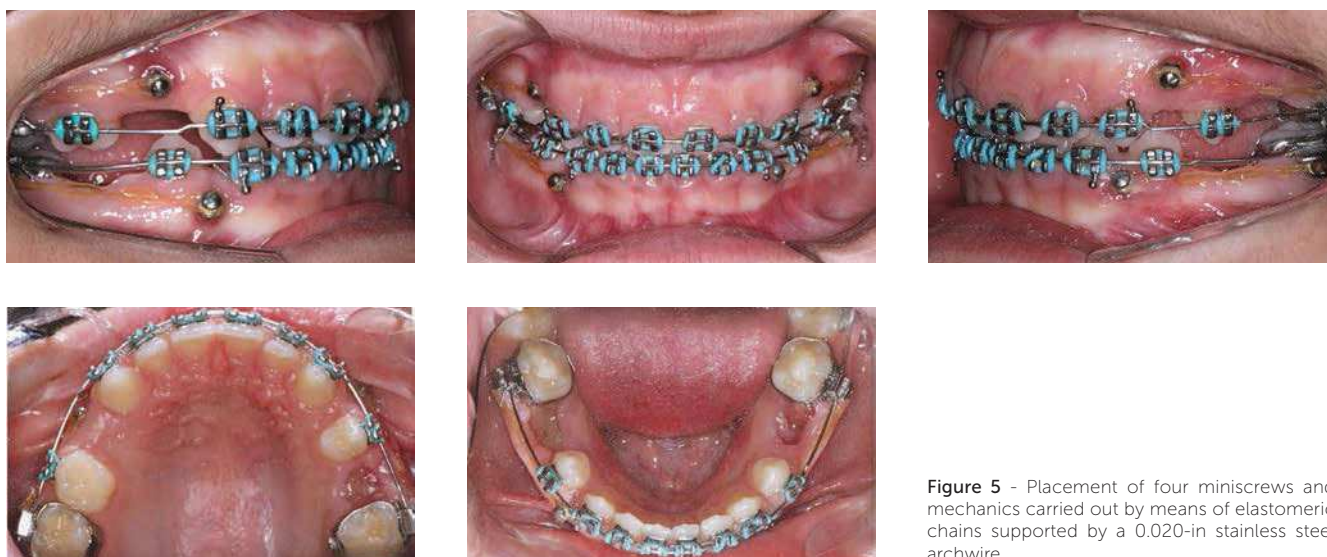 Figure 5 - Placement of four miniscrews and
mechanics carried out by means of elastomeric
chains supported by a 0.020-in stainless steel
archwire.